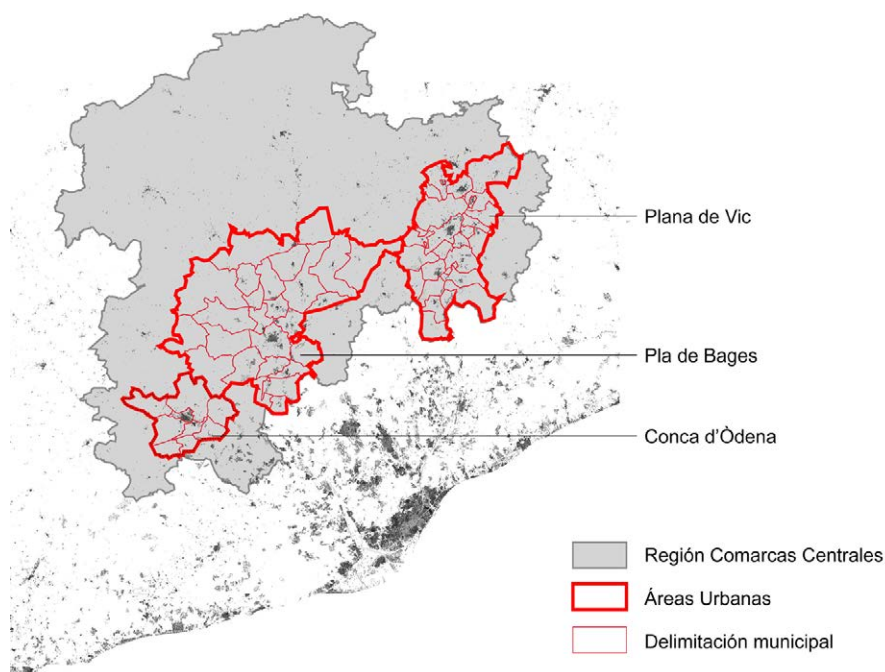 Plana de Vic
Pla de Bages
Conca d'Òdena
Región Comarcas Centrales
Áreas Urbanas
Delimitación municipal